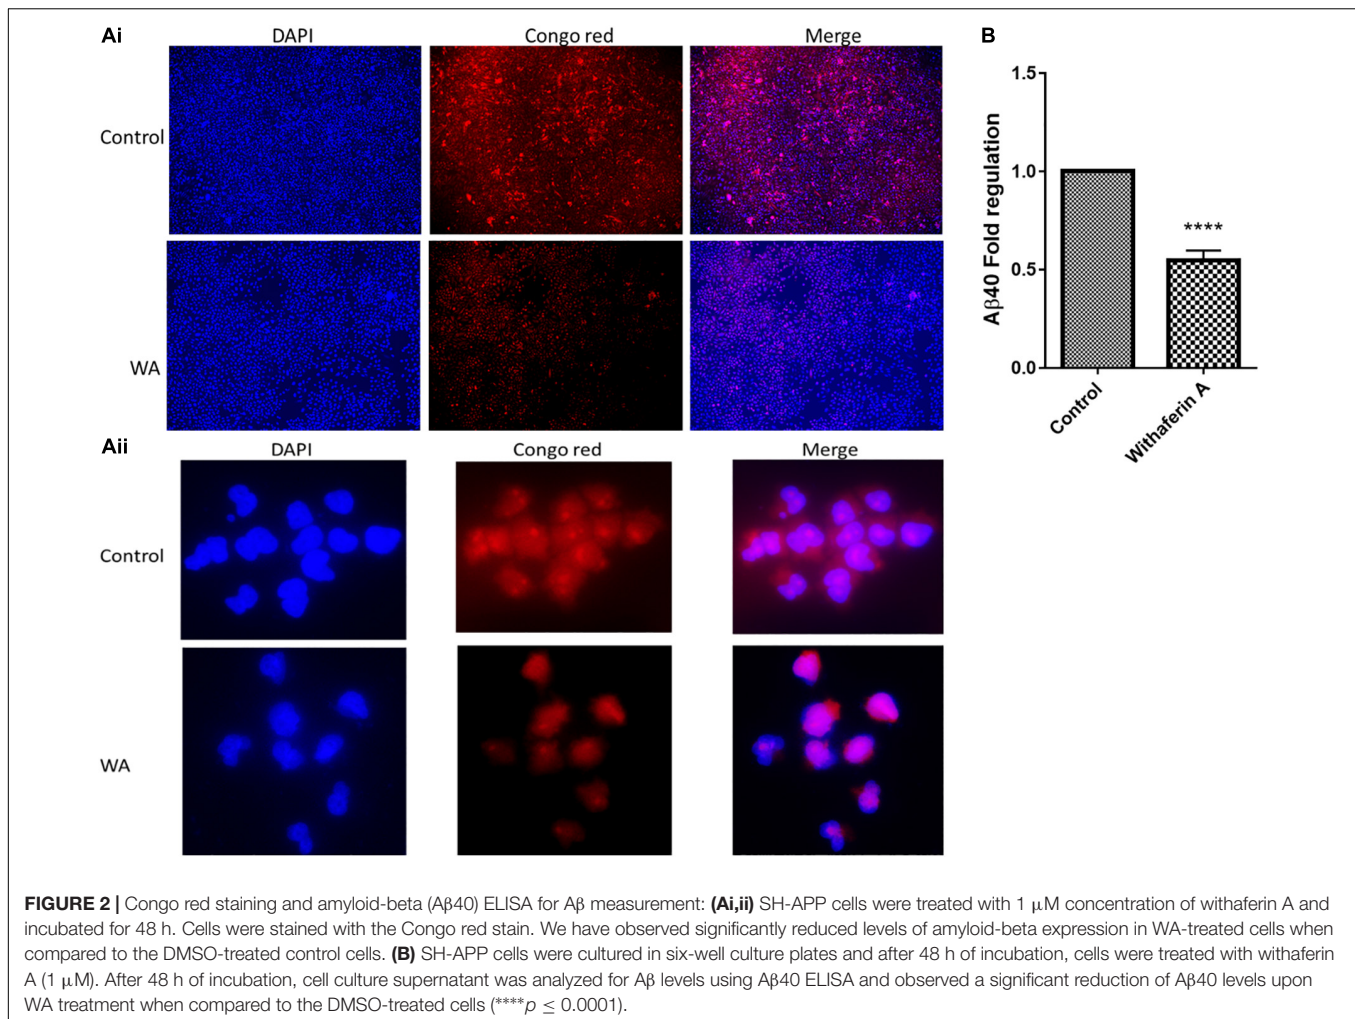 Ai
DAPI
Congo red
Merge
Control
WA
Aii
DAPI
Congo red
Merge
Control
WA
B
Aβ40 Fold regulation
1.5
1.0
0.5
0.0
****
Control
Withaferin A
FIGURE 2 | Congo red staining and amyloid-beta (Aβ40) ELISA for Aβ measurement: (Ai,ii) SH-APP cells were treated with 1 μM concentration of withaferin A and
incubated for 48 h. Cells were stained with the Congo red stain. We have observed significantly reduced levels of amyloid-beta expression in WA-treated cells when
compared to the DMSO-treated control cells. (B) SH-APP cells were cultured in six-well culture plates and after 48 h of incubation, cells were treated with withaferin
A (1 μM). After 48 h of incubation, cell culture supernatant was analyzed for Aβ levels using Aβ40 ELISA and observed a significant reduction of Aβ40 levels upon
WA treatment when compared to the DMSO-treated cells (****p ≤ 0.0001).